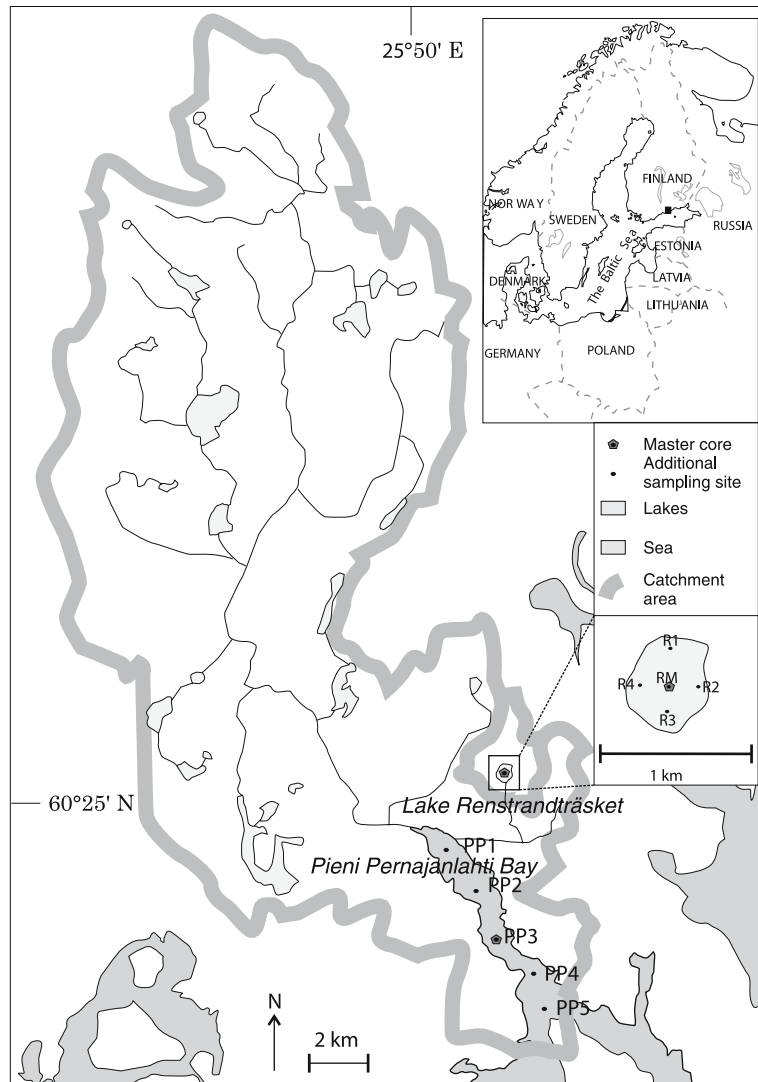 25°50' E
NORWAY
SWEDEN
FINLAND
RUSSIA
The Baltic Sea
ESTONIA
LATVIA
DENMARK
LITHUANIA
GERMANY
POLAND
Master core
Additional
sampling site
Lakes
Sea
Catchment
area
R1
RM
R4
R2
R3
1 km
60°25' N
Lake Renstrandträsket
PP1
Pieni Pernajanlahti Bay
PP2
PP3
PP4
PP5
N
2 km